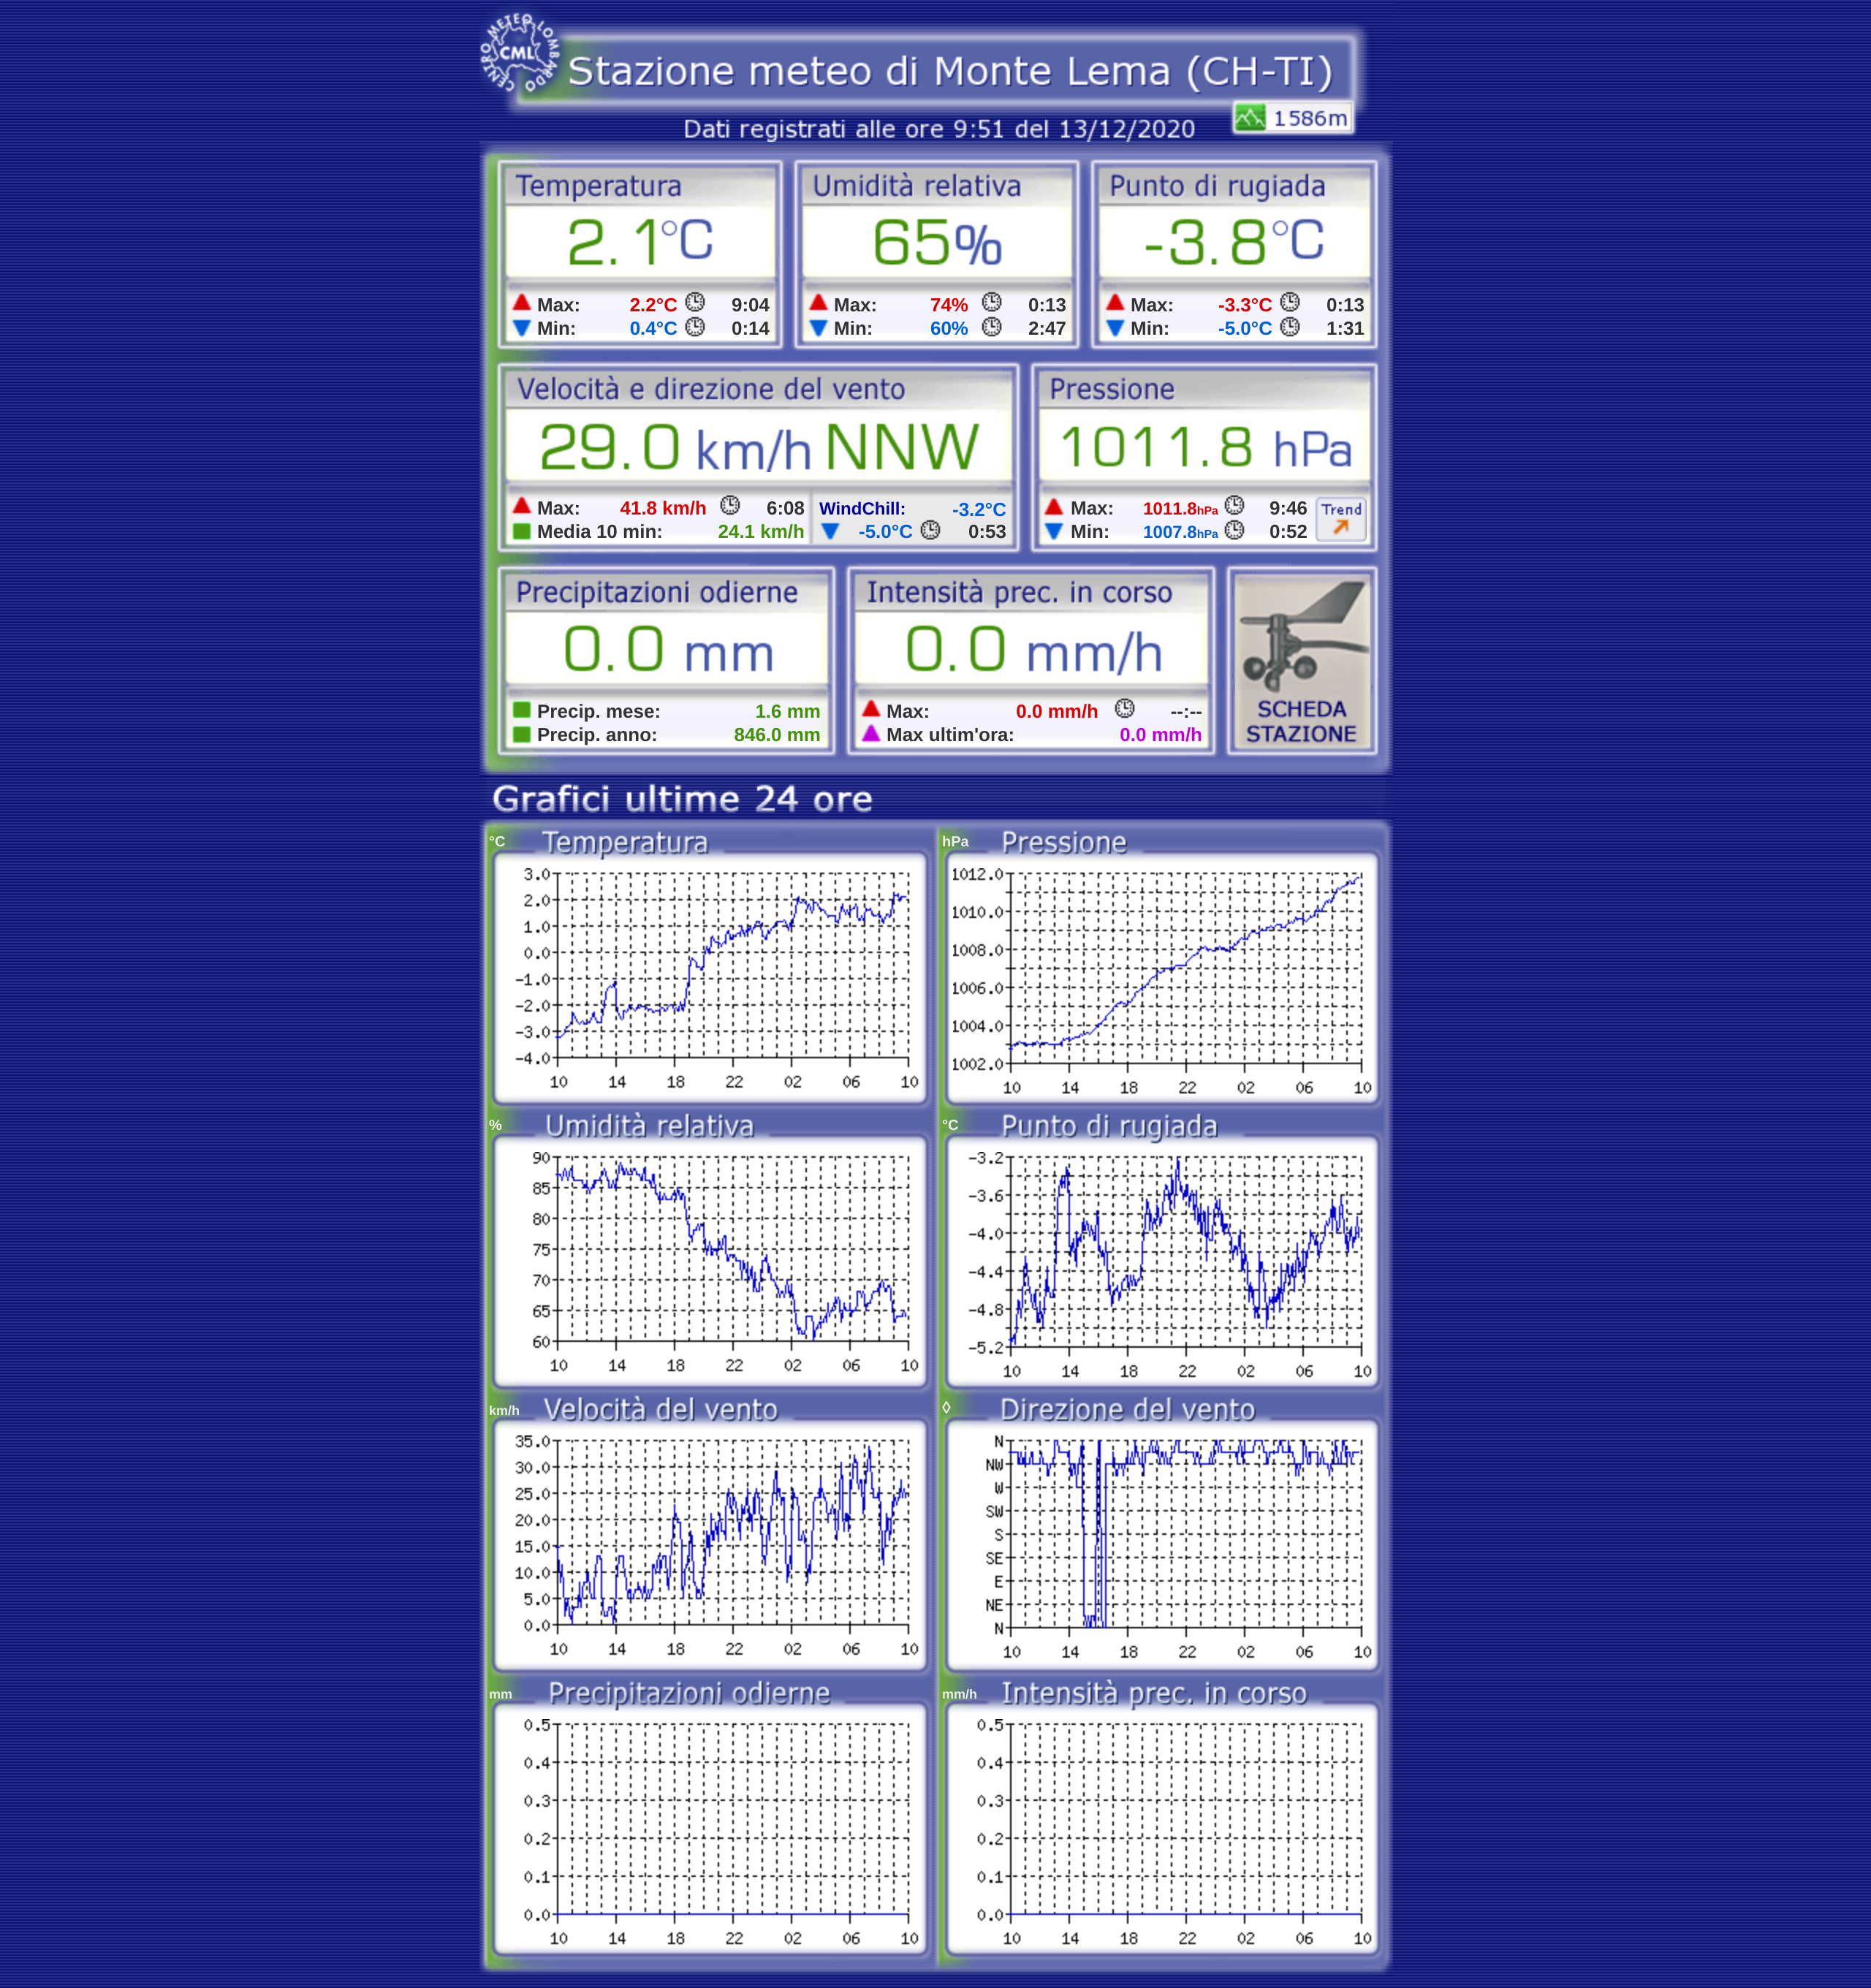 CENTRO METEO LOMBARDO
CML
Stazione meteo di Monte Lema (CH-TI)
1586m
Dati registrati alle ore 9:51 del 13/12/2020
Temperatura
2.1°C
Max: 2.2°C 9:04
Min: 0.4°C 0:14
Umidità relativa
65%
Max: 74% 0:13
Min: 60% 2:47
Punto di rugiada
-3.8°C
Max: -3.3°C 0:13
Min: -5.0°C 1:31
Velocità e direzione del vento
29.0 km/h NNW
Max: 41.8 km/h 6:08
Media 10 min: 24.1 km/h
WindChill: -3.2°C
-5.0°C 0:53
Pressione
1011.8 hPa
Max: 1011.8hPa 9:46
Min: 1007.8hPa 0:52
Trend
Precipitazioni odierne
0.0 mm
Precip. mese: 1.6 mm
Precip. anno: 846.0 mm
Intensità prec. in corso
0.0 mm/h
Max: 0.0 mm/h --:--
Max ultim'ora: 0.0 mm/h
SCHEDA
STAZIONE
Grafici ultime 24 ore
°C Temperatura
3.0
2.0
1.0
0.0
-1.0
-2.0
-3.0
-4.0
10 14 18 22 02 06 10
hPa Pressione
1012.0
1010.0
1008.0
1006.0
1004.0
1002.0
10 14 18 22 02 06 10
% Umidità relativa
90
85
80
75
70
65
60
10 14 18 22 02 06 10
°C Punto di rugiada
-3.2
-3.6
-4.0
-4.4
-4.8
-5.2
10 14 18 22 02 06 10
km/h Velocità del vento
35.0
30.0
25.0
20.0
15.0
10.0
5.0
0.0
10 14 18 22 02 06 10
◊ Direzione del vento
N
NW
W
SW
S
SE
E
NE
N
10 14 18 22 02 06 10
mm Precipitazioni odierne
0.5
0.4
0.3
0.2
0.1
0.0
10 14 18 22 02 06 10
mm/h Intensità prec. in corso
0.5
0.4
0.3
0.2
0.1
0.0
10 14 18 22 02 06 10